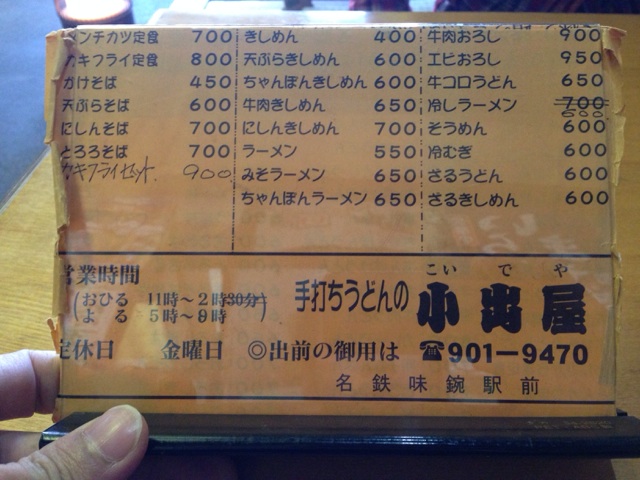 メンチカツ定食 700
カキフライ定食 800
かけそば 450
天ぷらそば 600
にしんそば 700
とろろそば 700
カキフライセット 900
きしめん 400
天ぷらきしめん 600
ちゃんぽんきしめん 600
牛肉きしめん 650
にしんきしめん 700
ラーメン 550
みそラーメン 650
ちゃんぽんラーメン 650
牛肉おろし 900
エビおろし 950
牛コロうどん 650
冷しラーメン 700 600
そうめん 600
冷むぎ 600
ざるうどん 600
ざるきしめん 600
営業時間
(おひる 11時〜2時30分)
よる 5時〜8時
定休日 金曜日 ◎出前の御用は ☎901-9470
手打ちうどんの 小出屋
こいでや
名鉄味鋺駅前